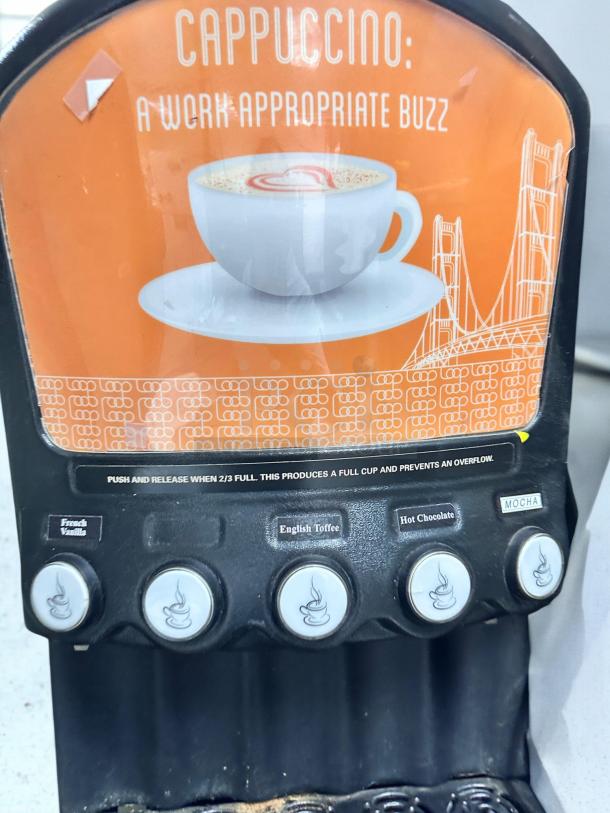 CAPPUCCINO:
A WORK APPROPRIATE BUZZ
PUSH AND RELEASE WHEN 2/3 FULL. THIS PRODUCES A FULL CUP AND PREVENTS AN OVERFLOW.
French
Vanilla
English Toffee
Hot Chocolate
MOCHA